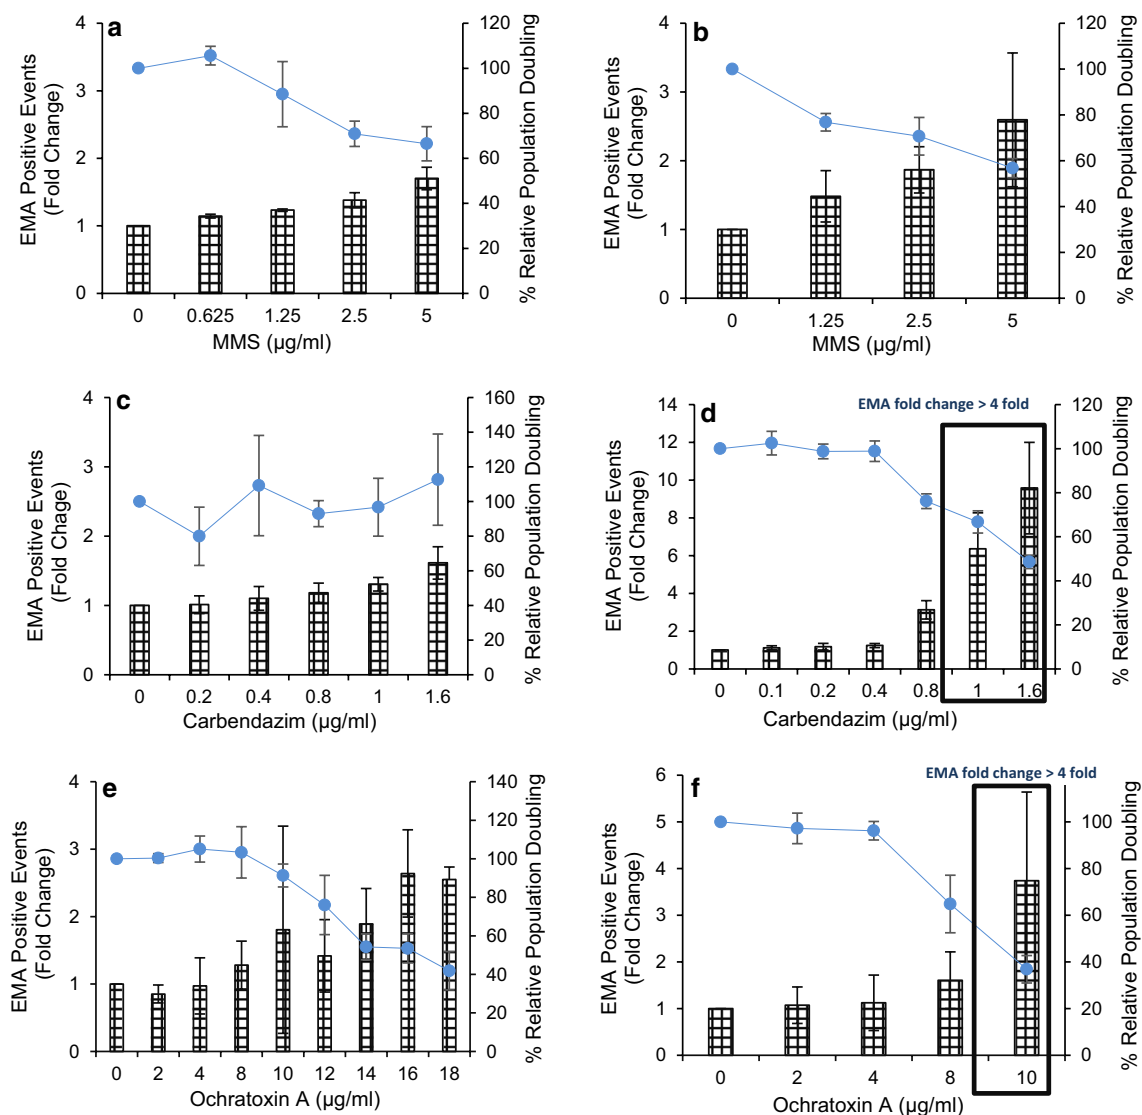 a
EMA Positive Events
(Fold Change)
4
3
2
1
0
120
100
80
60
40
20
0
% Relative Population Doubling
0 0.625 1.25 2.5 5
MMS (µg/ml)
b
EMA Positive Events
(Fold Change)
4
3
2
1
0
120
100
80
60
40
20
0
% Relative Population Doubling
0 1.25 2.5 5
MMS (µg/ml)
c
EMA Positive Events
(Fold Chage)
4
3
2
1
0
160
140
120
100
80
60
40
20
0
% Relative Population Doubling
0 0.2 0.4 0.8 1 1.6
Carbendazim (µg/ml)
d
EMA fold change > 4 fold
EMA Positive Events
(Fold Change)
14
12
10
8
6
4
2
0
120
100
80
60
40
20
0
% Relative Population Doubling
0 0.1 0.2 0.4 0.8 1 1.6
Carbendazim (µg/ml)
e
EMA Positive Events
(Fold Change)
4
3
2
1
0
140
120
100
80
60
40
20
0
% Relative Population Doubling
0 2 4 8 10 12 14 16 18
Ochratoxin A (µg/ml)
f
EMA fold change > 4 fold
EMA Positive Events
(Fold Change)
6
5
4
3
2
1
0
100
80
60
40
20
0
% Relative Population Doubling
0 2 4 8 10
Ochratoxin A (µg/ml)